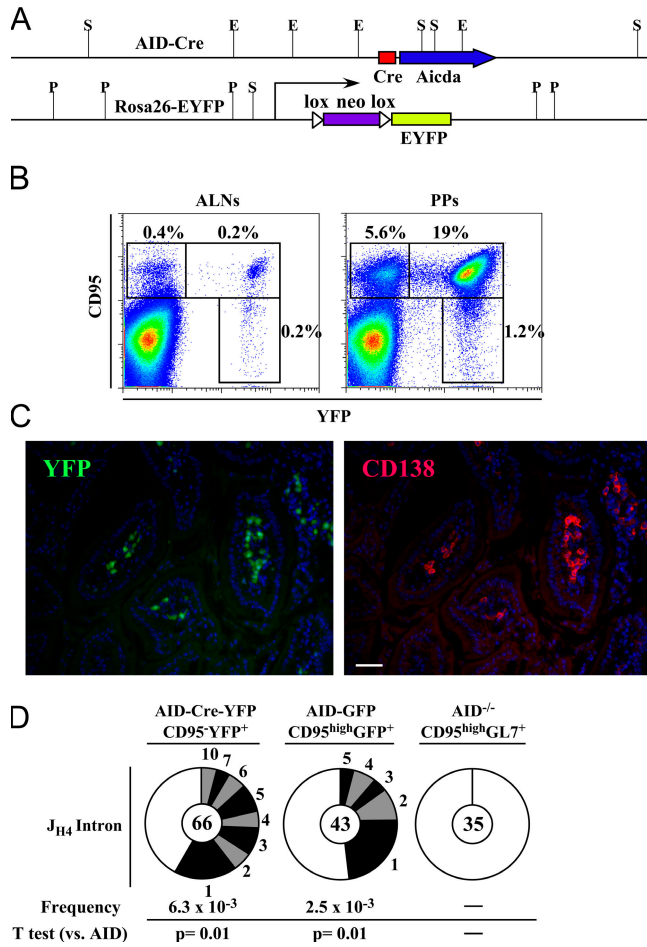 A
S E E E S S E S
AID-Cre
Cre Aicda
P P P S P P
Rosa26-EYFP
lox neo lox
EYFP
B
ALNs PPs
0.4% 0.2% 5.6% 19%
0.2% 1.2%
CD95
YFP
C
YFP CD138
D
AID-Cre-YFP AID-GFP AID-/-
CD95-YFP+ CD95highGFP+ CD95highGL7+
JH4 Intron
66 10 7 6 5 4 3 2 1
43 5 4 3 2 1
35
Frequency 6.3 x 10-3 2.5 x 10-3 —
T test (vs. AID) p= 0.01 p= 0.01 —